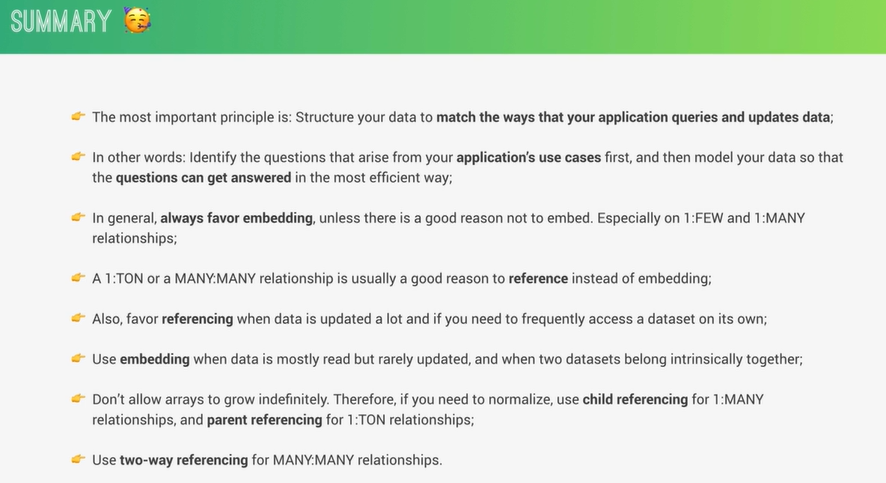 SUMMARY 🥳
👉 The most important principle is: Structure your data to match the ways that your application queries and updates data;
👉 In other words: Identify the questions that arise from your application's use cases first, and then model your data so that
the questions can get answered in the most efficient way;
👉 In general, always favor embedding, unless there is a good reason not to embed. Especially on 1:FEW and 1:MANY
relationships;
👉 A 1:TON or a MANY:MANY relationship is usually a good reason to reference instead of embedding;
👉 Also, favor referencing when data is updated a lot and if you need to frequently access a dataset on its own;
👉 Use embedding when data is mostly read but rarely updated, and when two datasets belong intrinsically together;
👉 Don't allow arrays to grow indefinitely. Therefore, if you need to normalize, use child referencing for 1:MANY
relationships, and parent referencing for 1:TON relationships;
👉 Use two-way referencing for MANY:MANY relationships.